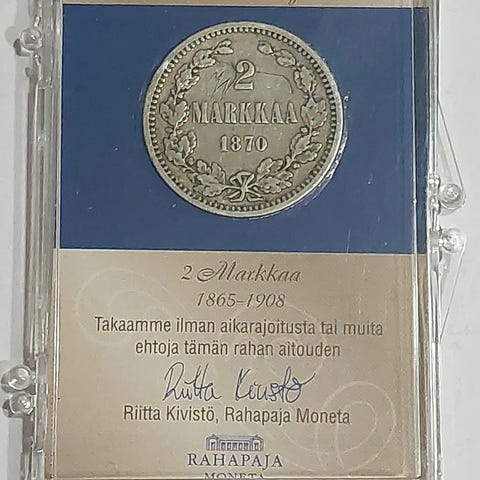 2
MARKKAA
1870
2 Markkaa
1865-1908
Takaamme ilman aikarajoitusta tai muita
ehtoja tämän rahan aitouden
Riitta Kivistö
Riitta Kivistö, Rahapaja Moneta
RAHAPAJA
MONETA